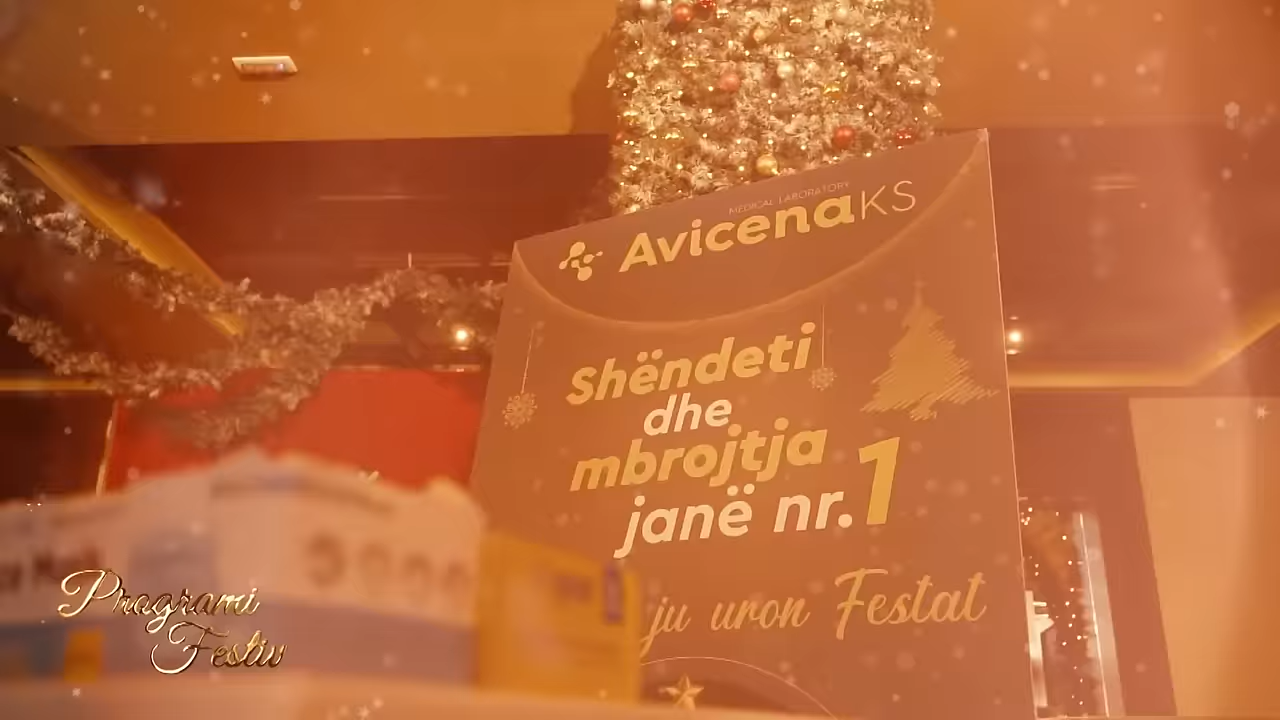 MEDICAL LABORATORY
AvicenaKS
Shëndeti
dhe
mbrojtja
janë nr.1
ju uron Festat
Programi
Festiv